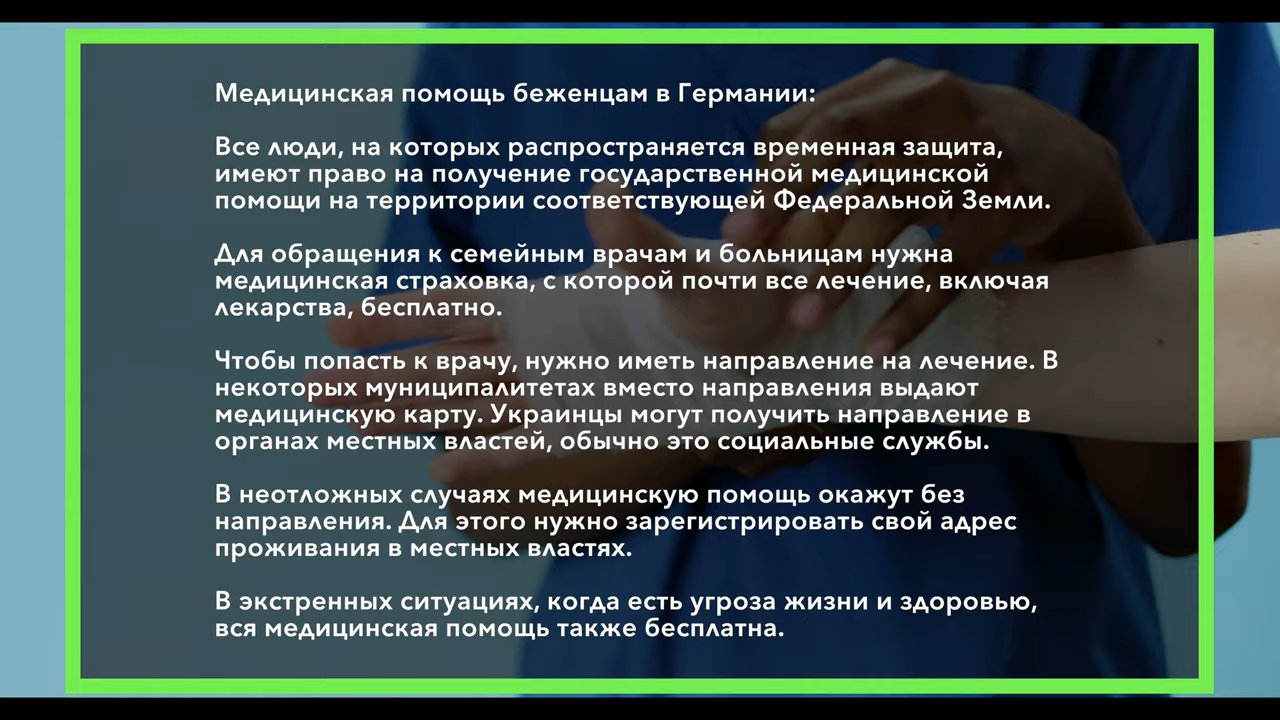 Медицинская помощь беженцам в Германии:
Все люди, на которых распространяется временная защита,
имеют право на получение государственной медицинской
помощи на территории соответствующей Федеральной Земли.
Для обращения к семейным врачам и больницам нужна
медицинская страховка, с которой почти все лечение, включая
лекарства, бесплатно.
Чтобы попасть к врачу, нужно иметь направление на лечение. В
некоторых муниципалитетах вместо направления выдают
медицинскую карту. Украинцы могут получить направление в
органах местных властей, обычно это социальные службы.
В неотложных случаях медицинскую помощь окажут без
направления. Для этого нужно зарегистрировать свой адрес
проживания в местных властях.
В экстренных ситуациях, когда есть угроза жизни и здоровью,
вся медицинская помощь также бесплатна.